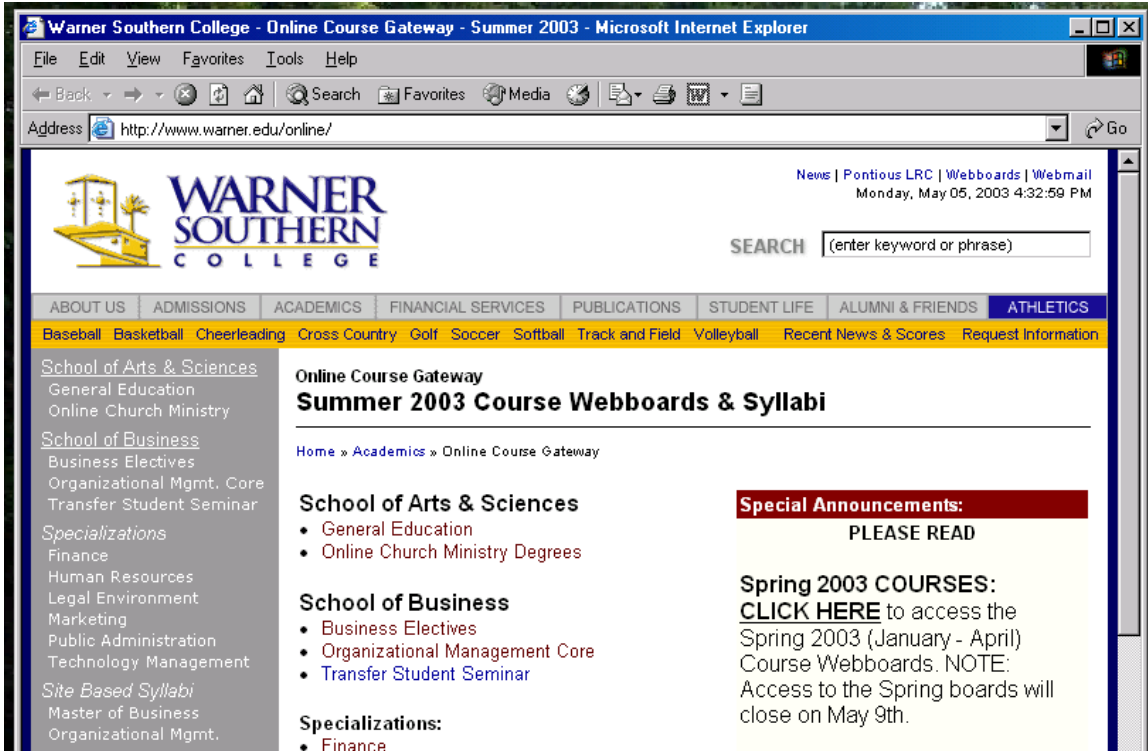 Warner Southern College - Online Course Gateway - Summer 2003 - Microsoft Internet Explorer
File Edit View Favorites Tools Help
Back Search Favorites Media
Address http://www.warner.edu/online/ Go
News | Pontious LRC | Webboards | Webmail
Monday, May 05, 2003 4:32:59 PM
WARNER
SOUTHERN
COLLEGE
SEARCH (enter keyword or phrase)
ABOUT US ADMISSIONS ACADEMICS FINANCIAL SERVICES PUBLICATIONS STUDENT LIFE ALUMNI & FRIENDS ATHLETICS
Baseball Basketball Cheerleading Cross Country Golf Soccer Softball Track and Field Volleyball Recent News & Scores Request Information
School of Arts & Sciences
General Education
Online Church Ministry
School of Business
Business Electives
Organizational Mgmt. Core
Transfer Student Seminar
Specializations
Finance
Human Resources
Legal Environment
Marketing
Public Administration
Technology Management
Site Based Syllabi
Master of Business
Organizational Mgmt.
Online Course Gateway
Summer 2003 Course Webboards & Syllabi
Home » Academics » Online Course Gateway
School of Arts & Sciences
• General Education
• Online Church Ministry Degrees
School of Business
• Business Electives
• Organizational Management Core
• Transfer Student Seminar
Specializations:
• Finance
Special Announcements:
PLEASE READ
Spring 2003 COURSES:
CLICK HERE to access the
Spring 2003 (January - April)
Course Webboards. NOTE:
Access to the Spring boards will
close on May 9th.